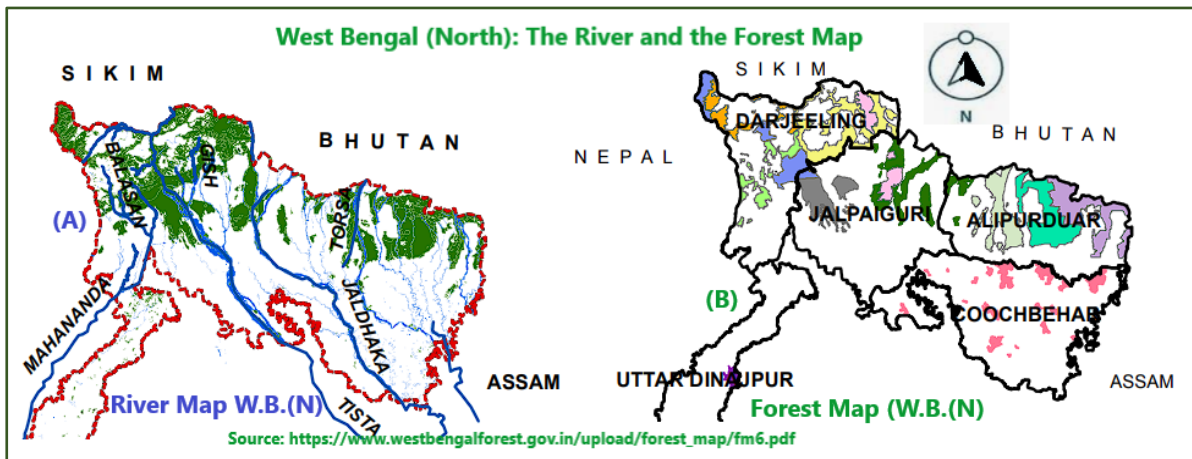 West Bengal (North): The River and the Forest Map
N
SIKIM
BHUTAN
BALASAN
GISH
TORSA
(A)
MAHANANDA
JALDHAKA
TISTA
ASSAM
River Map W.B.(N)
SIKIM
NEPAL
BHUTAN
DARJEELING
JALPAIGURI
ALIPURDUAR
(B)
COOCHBEHAR
UTTAR DINAJPUR
ASSAM
Forest Map (W.B.(N)
Source: https://www.westbengalforest.gov.in/upload/forest_map/fm6.pdf